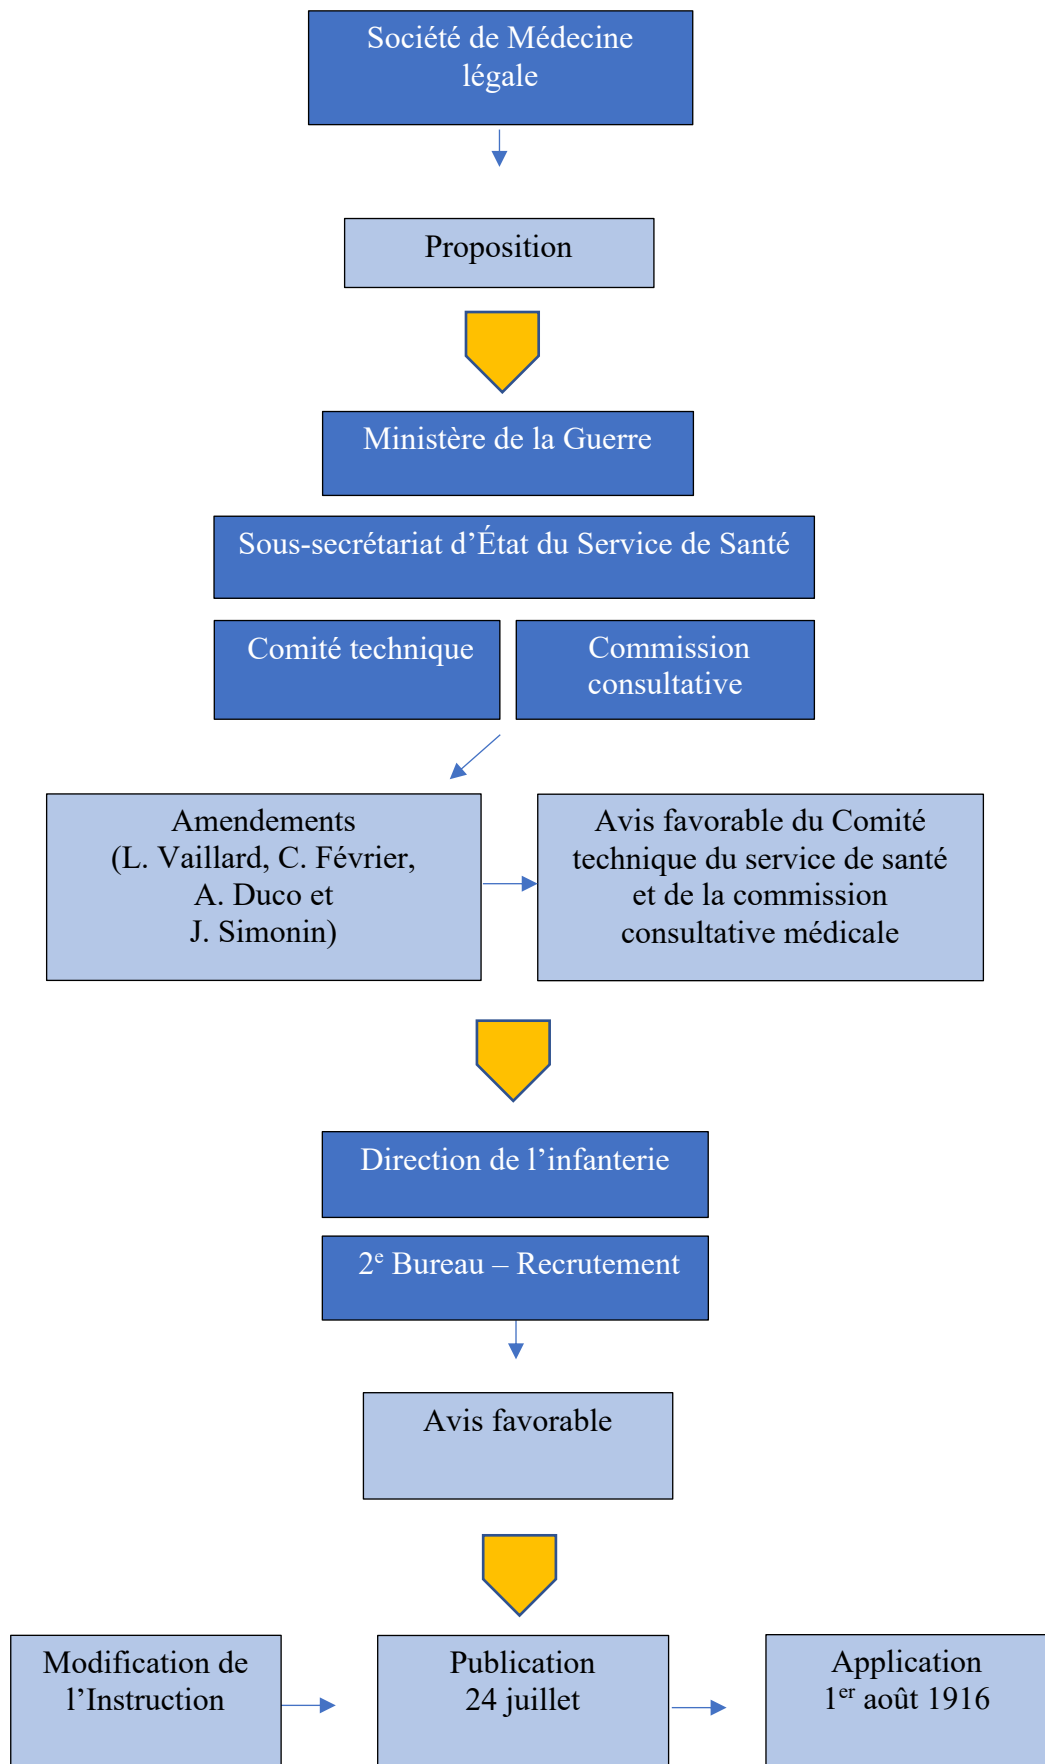 Société de Médecine
légale
Proposition
Ministère de la Guerre
Sous-secrétariat d’État du Service de Santé
Comité technique
Commission
consultative
Amendements
(L. Vaillard, C. Février,
A. Duco et
J. Simonin)
Avis favorable du Comité
technique du service de santé
et de la commission
consultative médicale
Direction de l’infanterie
2e Bureau – Recrutement
Avis favorable
Modification de
l’Instruction
Publication
24 juillet
Application
1er août 1916